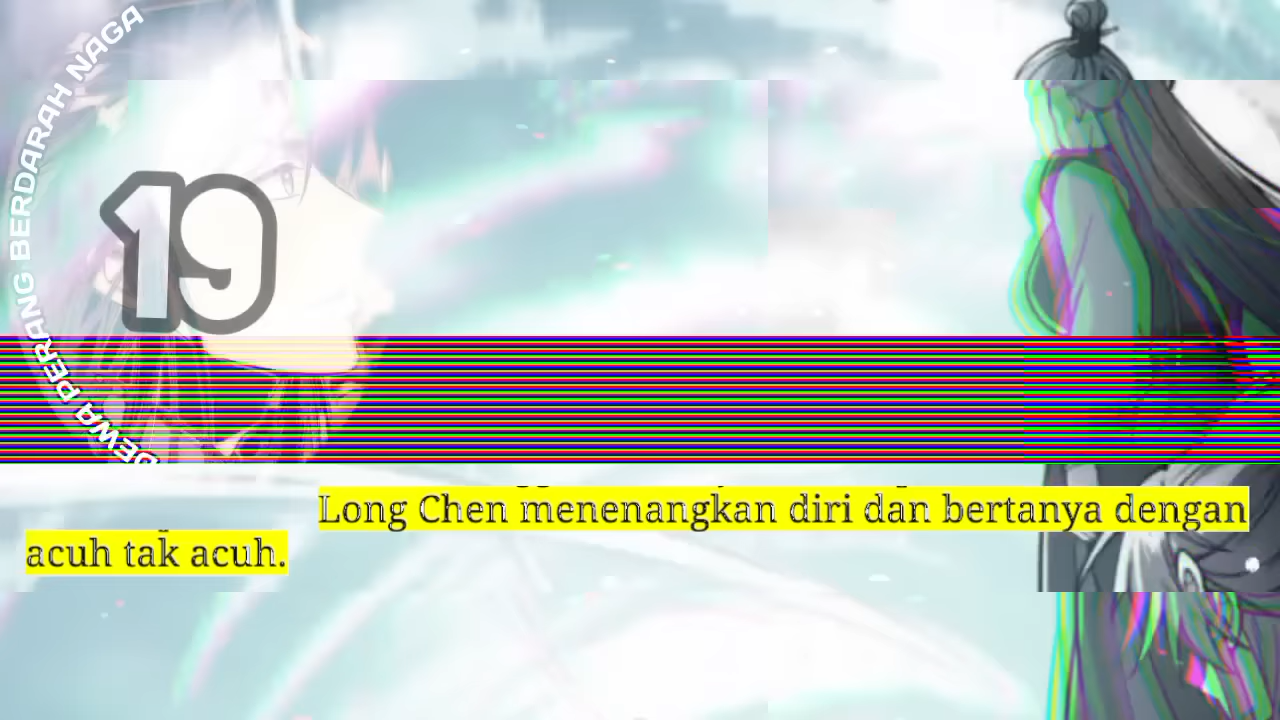 DEWA PERANG BERDARAH NAGA
19
Long Chen menenangkan diri dan bertanya dengan
acuh tak acuh.